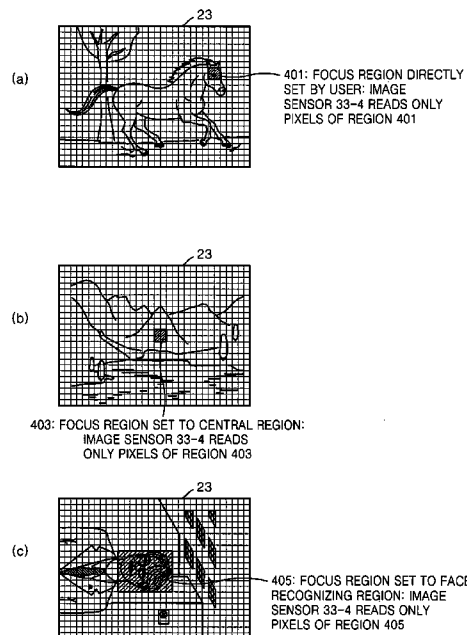 23
(a)
401: FOCUS REGION DIRECTLY
SET BY USER: IMAGE
SENSOR 33-4 READS ONLY
PIXELS OF REGION 401
23
(b)
403: FOCUS REGION SET TO CENTRAL REGION:
IMAGE SENSOR 33-4 READS
ONLY PIXELS OF REGION 403
23
(c)
405: FOCUS REGION SET TO FACE
RECOGNIZING REGION: IMAGE
SENSOR 33-4 READS ONLY
PIXELS OF REGION 405